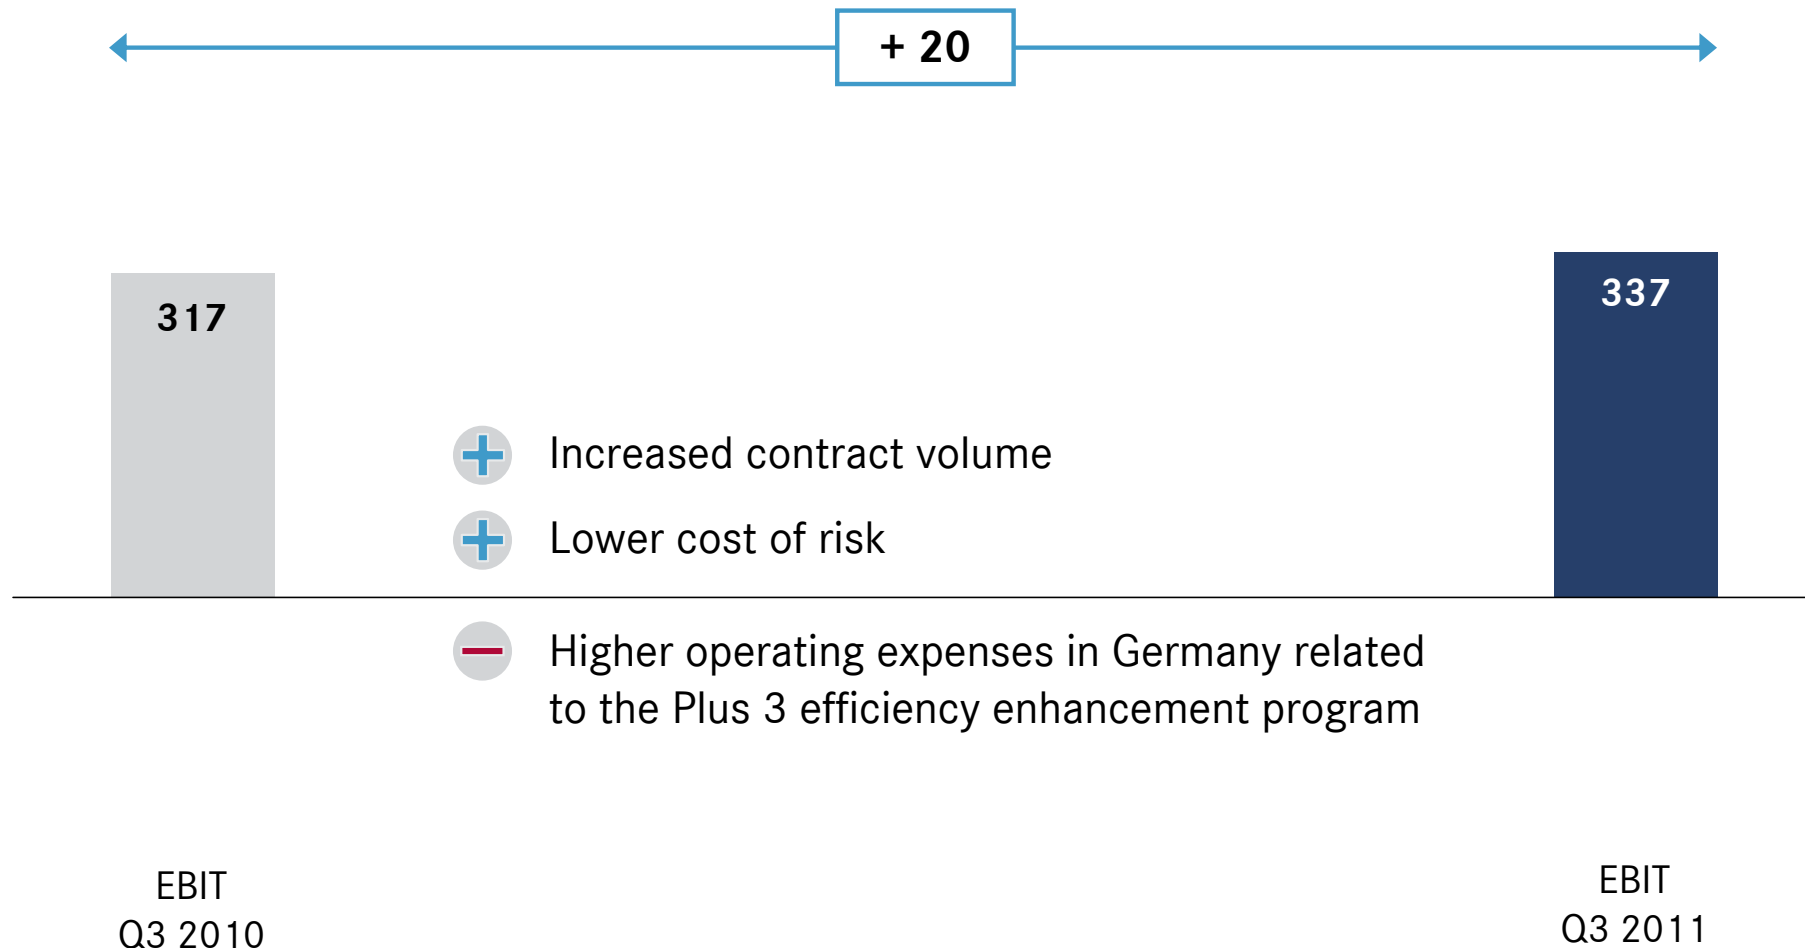 + 20
317
337
Increased contract volume
Lower cost of risk
Higher operating expenses in Germany related
to the Plus 3 efficiency enhancement program
EBIT
Q3 2010
EBIT
Q3 2011